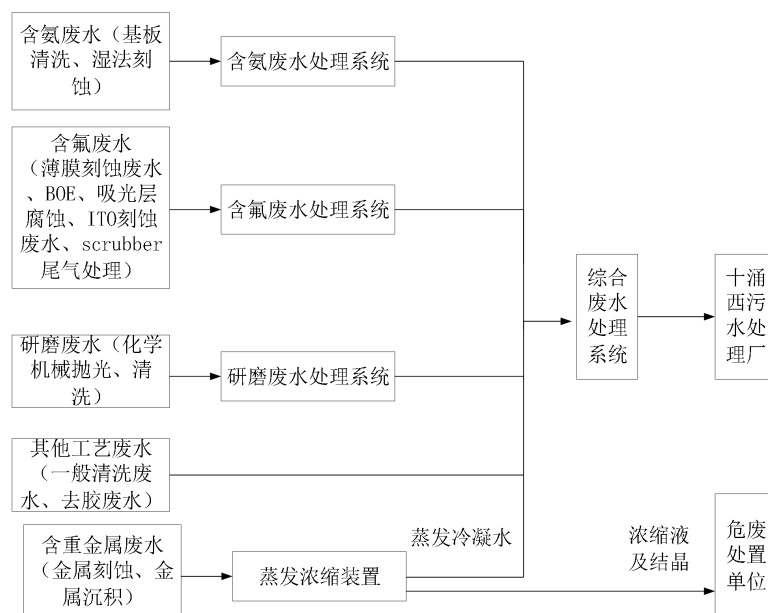 含氨废水（基板
清洗、湿法刻
蚀）
含氨废水处理系统
含氟废水
（薄膜刻蚀废水
、BOE、吸光层
腐蚀、ITO刻蚀
废水、scrubber
尾气处理）
含氟废水处理系统
综合
废水
处理
系统
十涌
西污
水处
理厂
研磨废水（化学
机械抛光、清
洗）
研磨废水处理系统
其他工艺废水
（一般清洗废
水、去胶废水）
含重金属废水
（金属刻蚀、金
属沉积）
蒸发浓缩装置
蒸发冷凝水
浓缩液
及结晶
危废
处置
单位